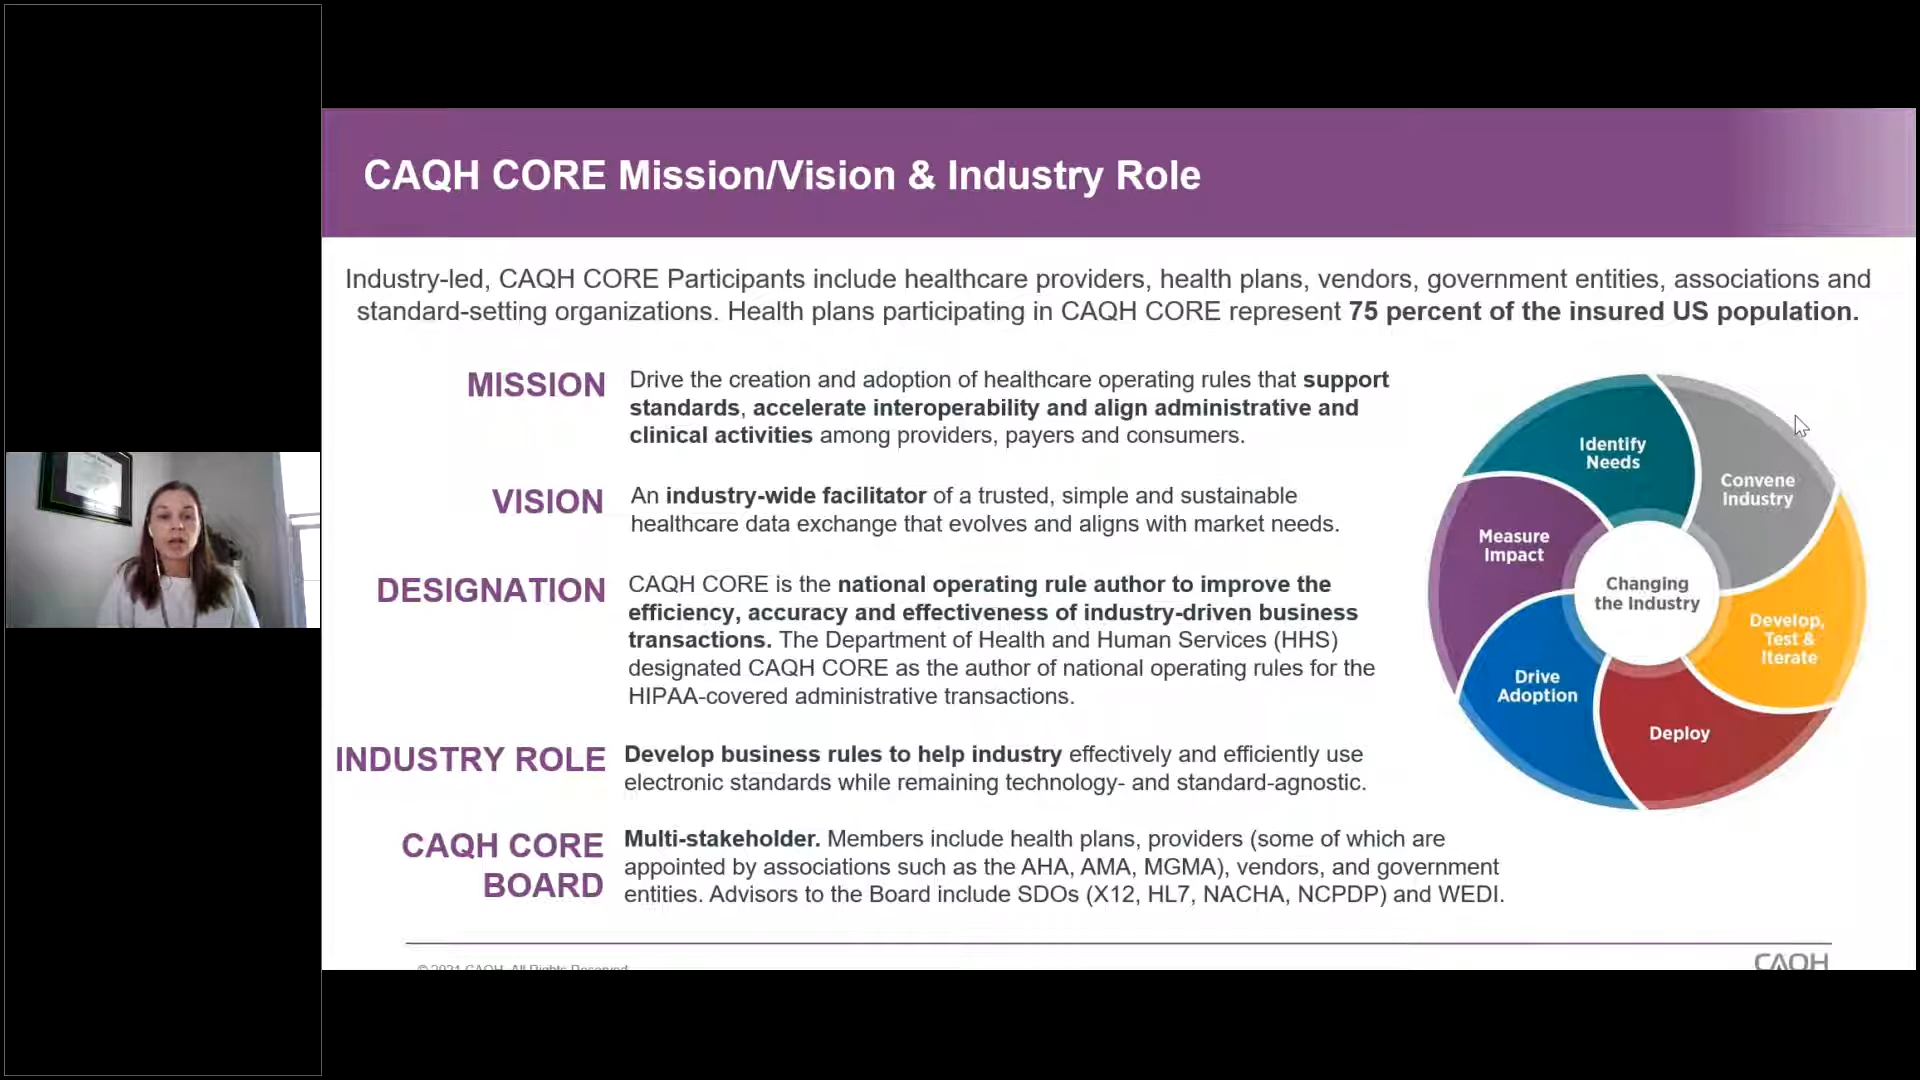 CAQH CORE Mission/Vision & Industry Role
Industry-led, CAQH CORE Participants include healthcare providers, health plans, vendors, government entities, associations and
standard-setting organizations. Health plans participating in CAQH CORE represent 75 percent of the insured US population.
MISSION
Drive the creation and adoption of healthcare operating rules that support
standards, accelerate interoperability and align administrative and
clinical activities among providers, payers and consumers.
VISION
An industry-wide facilitator of a trusted, simple and sustainable
healthcare data exchange that evolves and aligns with market needs.
DESIGNATION
CAQH CORE is the national operating rule author to improve the
efficiency, accuracy and effectiveness of industry-driven business
transactions. The Department of Health and Human Services (HHS)
designated CAQH CORE as the author of national operating rules for the
HIPAA-covered administrative transactions.
INDUSTRY ROLE
Develop business rules to help industry effectively and efficiently use
electronic standards while remaining technology- and standard-agnostic.
CAQH CORE
BOARD
Multi-stakeholder. Members include health plans, providers (some of which are
appointed by associations such as the AHA, AMA, MGMA), vendors, and government
entities. Advisors to the Board include SDOs (X12, HL7, NACHA, NCPDP) and WEDI.
Identify
Needs
Convene
Industry
Develop,
Test &
Iterate
Deploy
Drive
Adoption
Measure
Impact
Changing
the Industry
© 2021 CAQH, All Rights Reserved.
CAQH